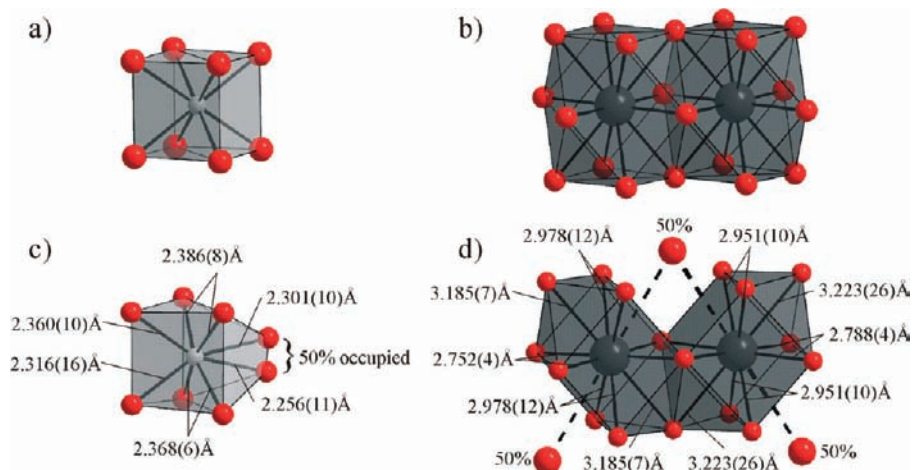 a)
b)
c)
2.386(8)Å
2.301(10)Å
2.360(10)Å
2.316(16)Å
50% occupied
2.256(11)Å
2.368(6)Å
d)
50%
2.978(12)Å
2.951(10)Å
3.185(7)Å
3.223(26)Å
2.788(4)Å
2.752(4)Å
2.978(12)Å
2.951(10)Å
50%
50%
3.185(7)Å
3.223(26)Å